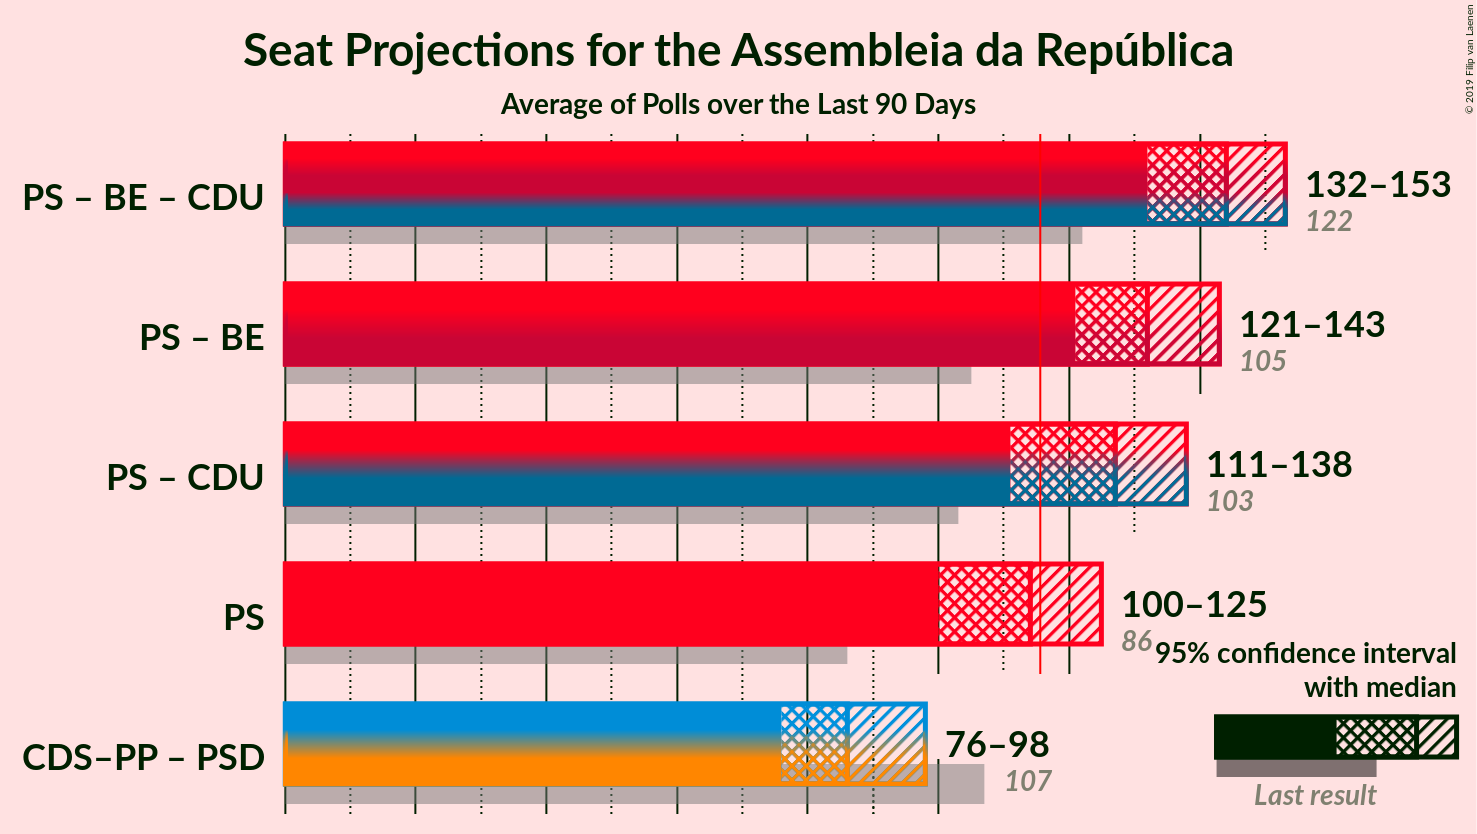 Seat Projections for the Assembleia da República
Average of Polls over the Last 90 Days
© 2019 Filip van Laenen
PS – BE – CDU
132–153
122
PS – BE
121–143
105
PS – CDU
111–138
103
PS
100–125
86
CDS–PP – PSD
76–98
107
95% confidence interval
with median
Last result